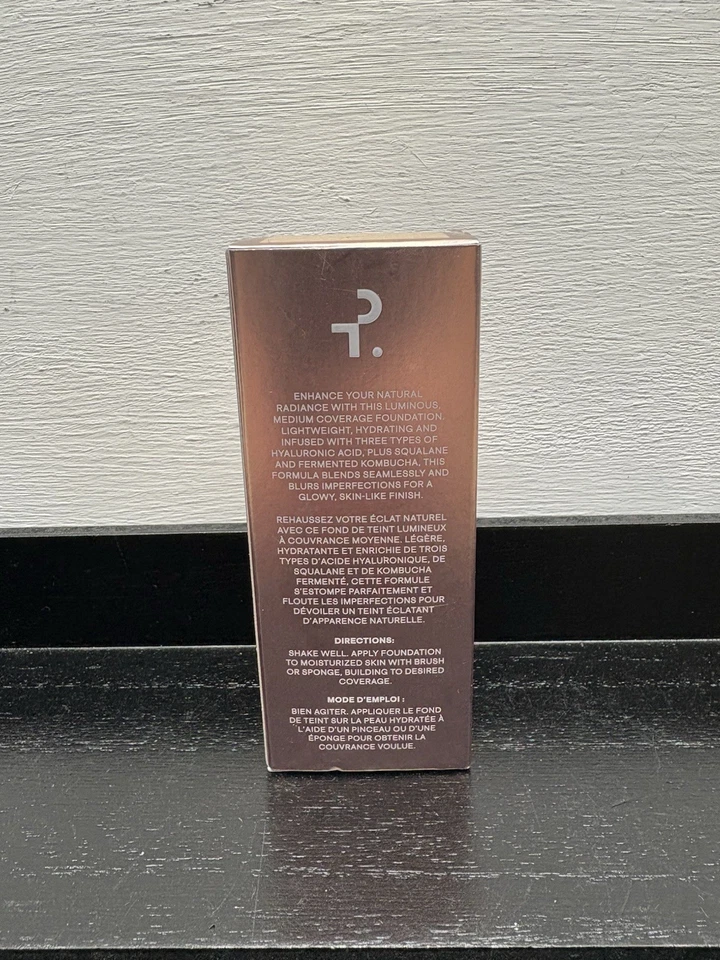 ENHANCE YOUR NATURAL
RADIANCE WITH THIS LUMINOUS,
MEDIUM COVERAGE FOUNDATION.
LIGHTWEIGHT, HYDRATING AND
INFUSED WITH THREE TYPES OF
HYALURONIC ACID, PLUS SQUALANE
AND FERMENTED KOMBUCHA, THIS
FORMULA BLENDS SEAMLESSLY AND
BLURS IMPERFECTIONS FOR A
GLOWY, SKIN-LIKE FINISH.
REHAUSSEZ VOTRE ÉCLAT NATUREL
AVEC CE FOND DE TEINT LUMINEUX
À COUVRANCE MOYENNE. LÉGÈRE,
HYDRATANTE ET ENRICHIE DE TROIS
TYPES D'ACIDE HYALURONIQUE, DE
SQUALANE ET DE KOMBUCHA
FERMENTÉ, CETTE FORMULE
S'ESTOMPE PARFAITEMENT ET
FLOUTE LES IMPERFECTIONS POUR
DÉVOILER UN TEINT ÉCLATANT
D'APPARENCE NATURELLE.
DIRECTIONS:
SHAKE WELL. APPLY FOUNDATION
TO MOISTURIZED SKIN WITH BRUSH
OR SPONGE, BUILDING TO DESIRED
COVERAGE.
MODE D'EMPLOI :
BIEN AGITER. APPLIQUER LE FOND
DE TEINT SUR LA PEAU HYDRATÉE À
L'AIDE D'UN PINCEAU OU D'UNE
ÉPONGE POUR OBTENIR LA
COUVRANCE VOULUE.